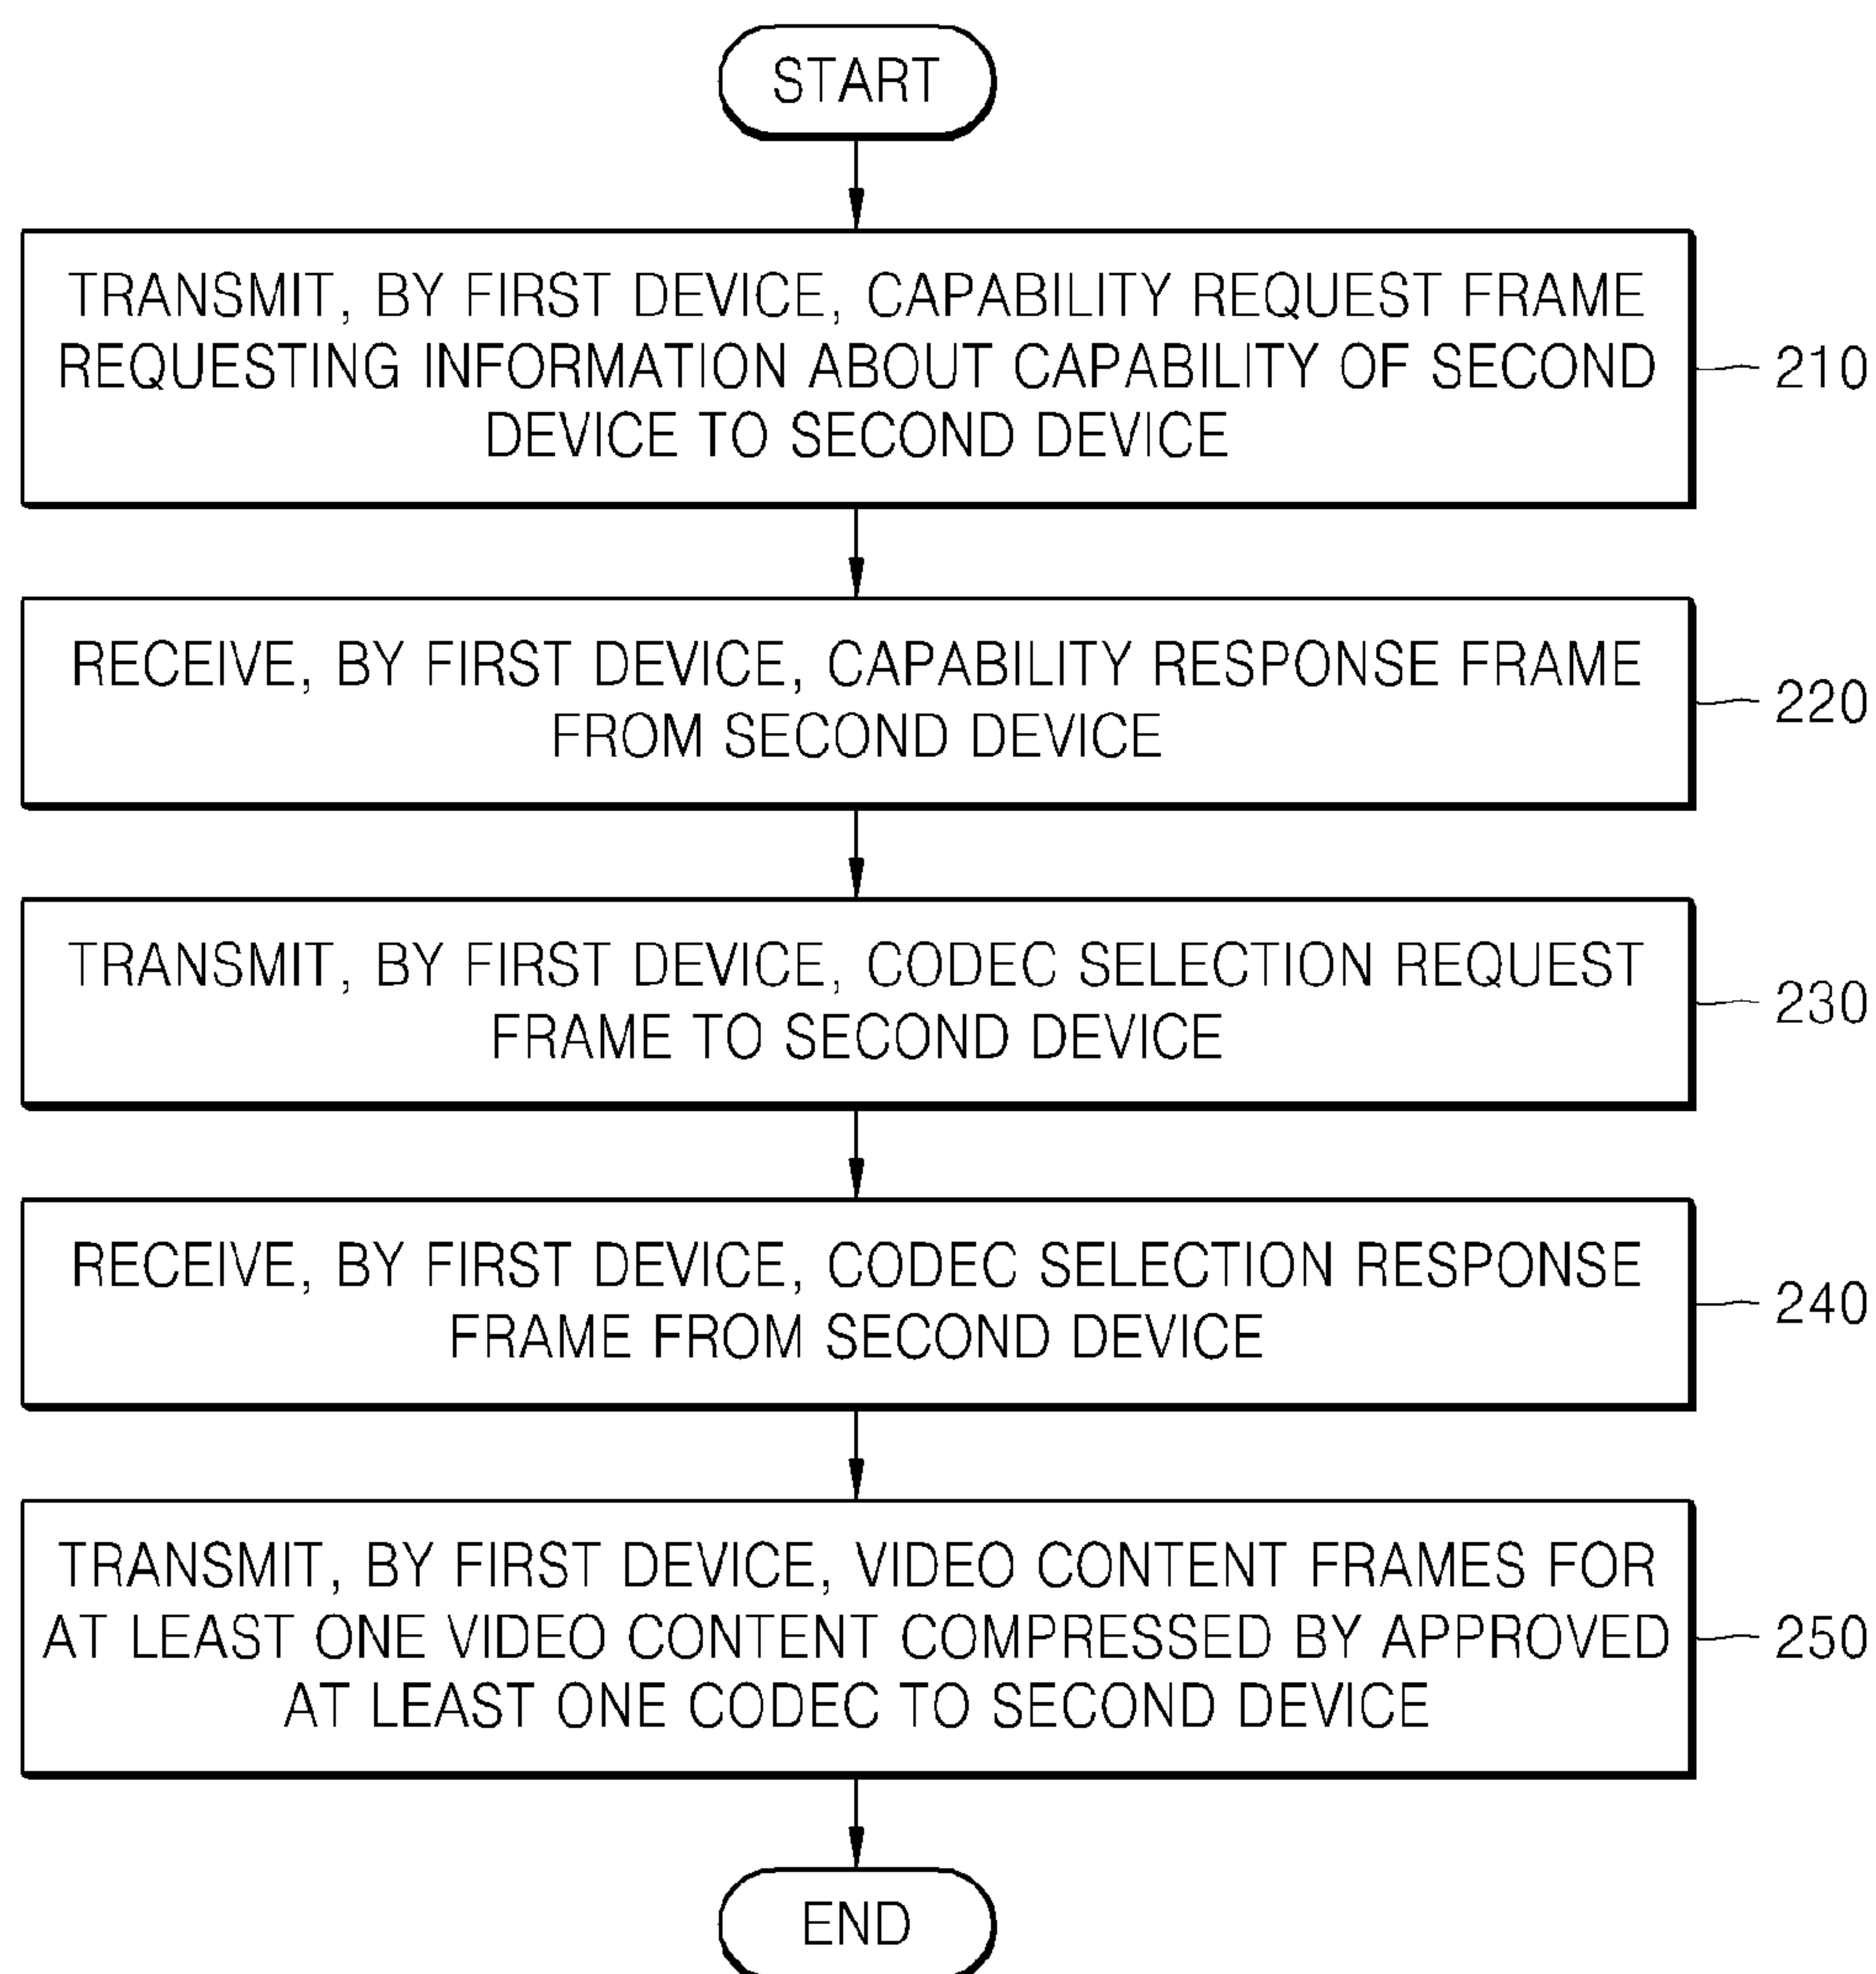 START
TRANSMIT, BY FIRST DEVICE, CAPABILITY REQUEST FRAME
REQUESTING INFORMATION ABOUT CAPABILITY OF SECOND
DEVICE TO SECOND DEVICE
210
RECEIVE, BY FIRST DEVICE, CAPABILITY RESPONSE FRAME
FROM SECOND DEVICE
220
TRANSMIT, BY FIRST DEVICE, CODEC SELECTION REQUEST
FRAME TO SECOND DEVICE
230
RECEIVE, BY FIRST DEVICE, CODEC SELECTION RESPONSE
FRAME FROM SECOND DEVICE
240
TRANSMIT, BY FIRST DEVICE, VIDEO CONTENT FRAMES FOR
AT LEAST ONE VIDEO CONTENT COMPRESSED BY APPROVED
AT LEAST ONE CODEC TO SECOND DEVICE
250
END